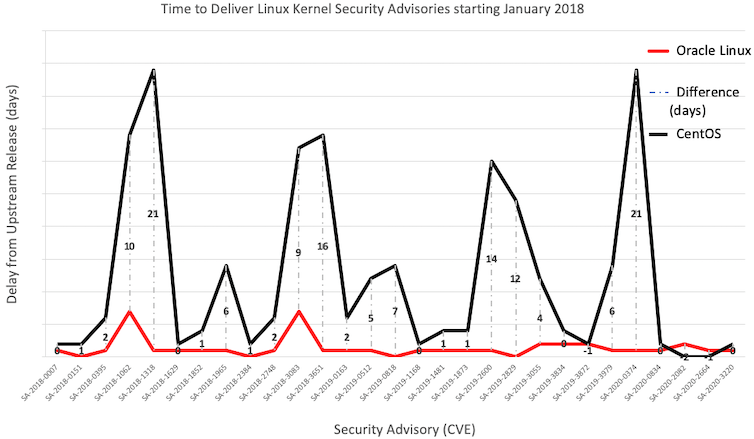 Time to Deliver Linux Kernel Security Advisories starting January 2018
Oracle Linux
Difference
(days)
CentOS
Delay from Upstream Release (days)
0
1
2
10
21
0
1
6
1
2
9
16
2
5
7
0
1
1
14
12
4
0
-1
6
21
0
-2
-1
0
SA-2018-0007
SA-2018-0151
SA-2018-0395
SA-2018-1062
SA-2018-1318
SA-2018-1629
SA-2018-1852
SA-2018-1965
SA-2018-2384
SA-2018-2748
SA-2018-3083
SA-2018-3651
SA-2019-0163
SA-2019-0512
SA-2019-0818
SA-2019-1168
SA-2019-1481
SA-2019-1873
SA-2019-2600
SA-2019-2829
SA-2019-3055
SA-2019-3834
SA-2019-3872
SA-2019-3979
SA-2020-0374
SA-2020-0834
SA-2020-2082
SA-2020-2664
SA-2020-3220
Security Advisory (CVE)